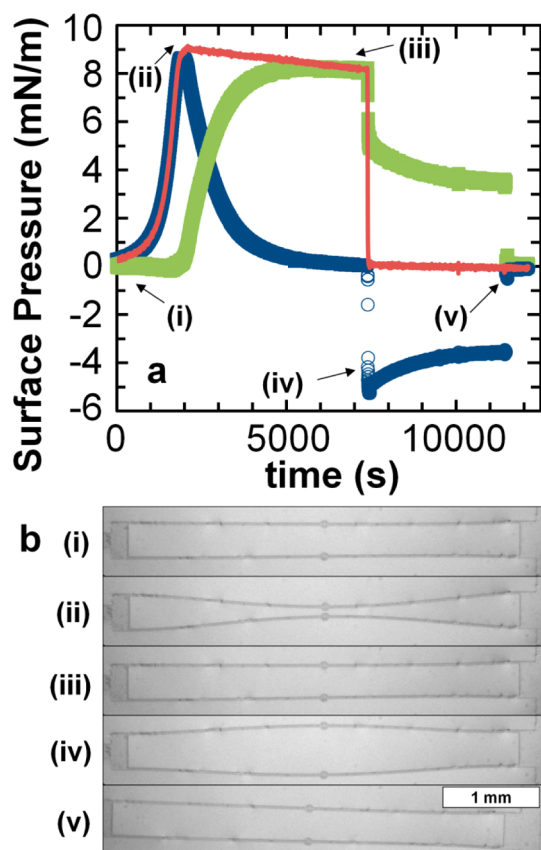 10
8
6
4
2
0
-2
-4
-6
Surface Pressure (mN/m)
(ii)
(iii)
(i)
(iv)
(v)
a
0 5000 10000
time (s)
b
(i)
(ii)
(iii)
(iv)
1 mm
(v)